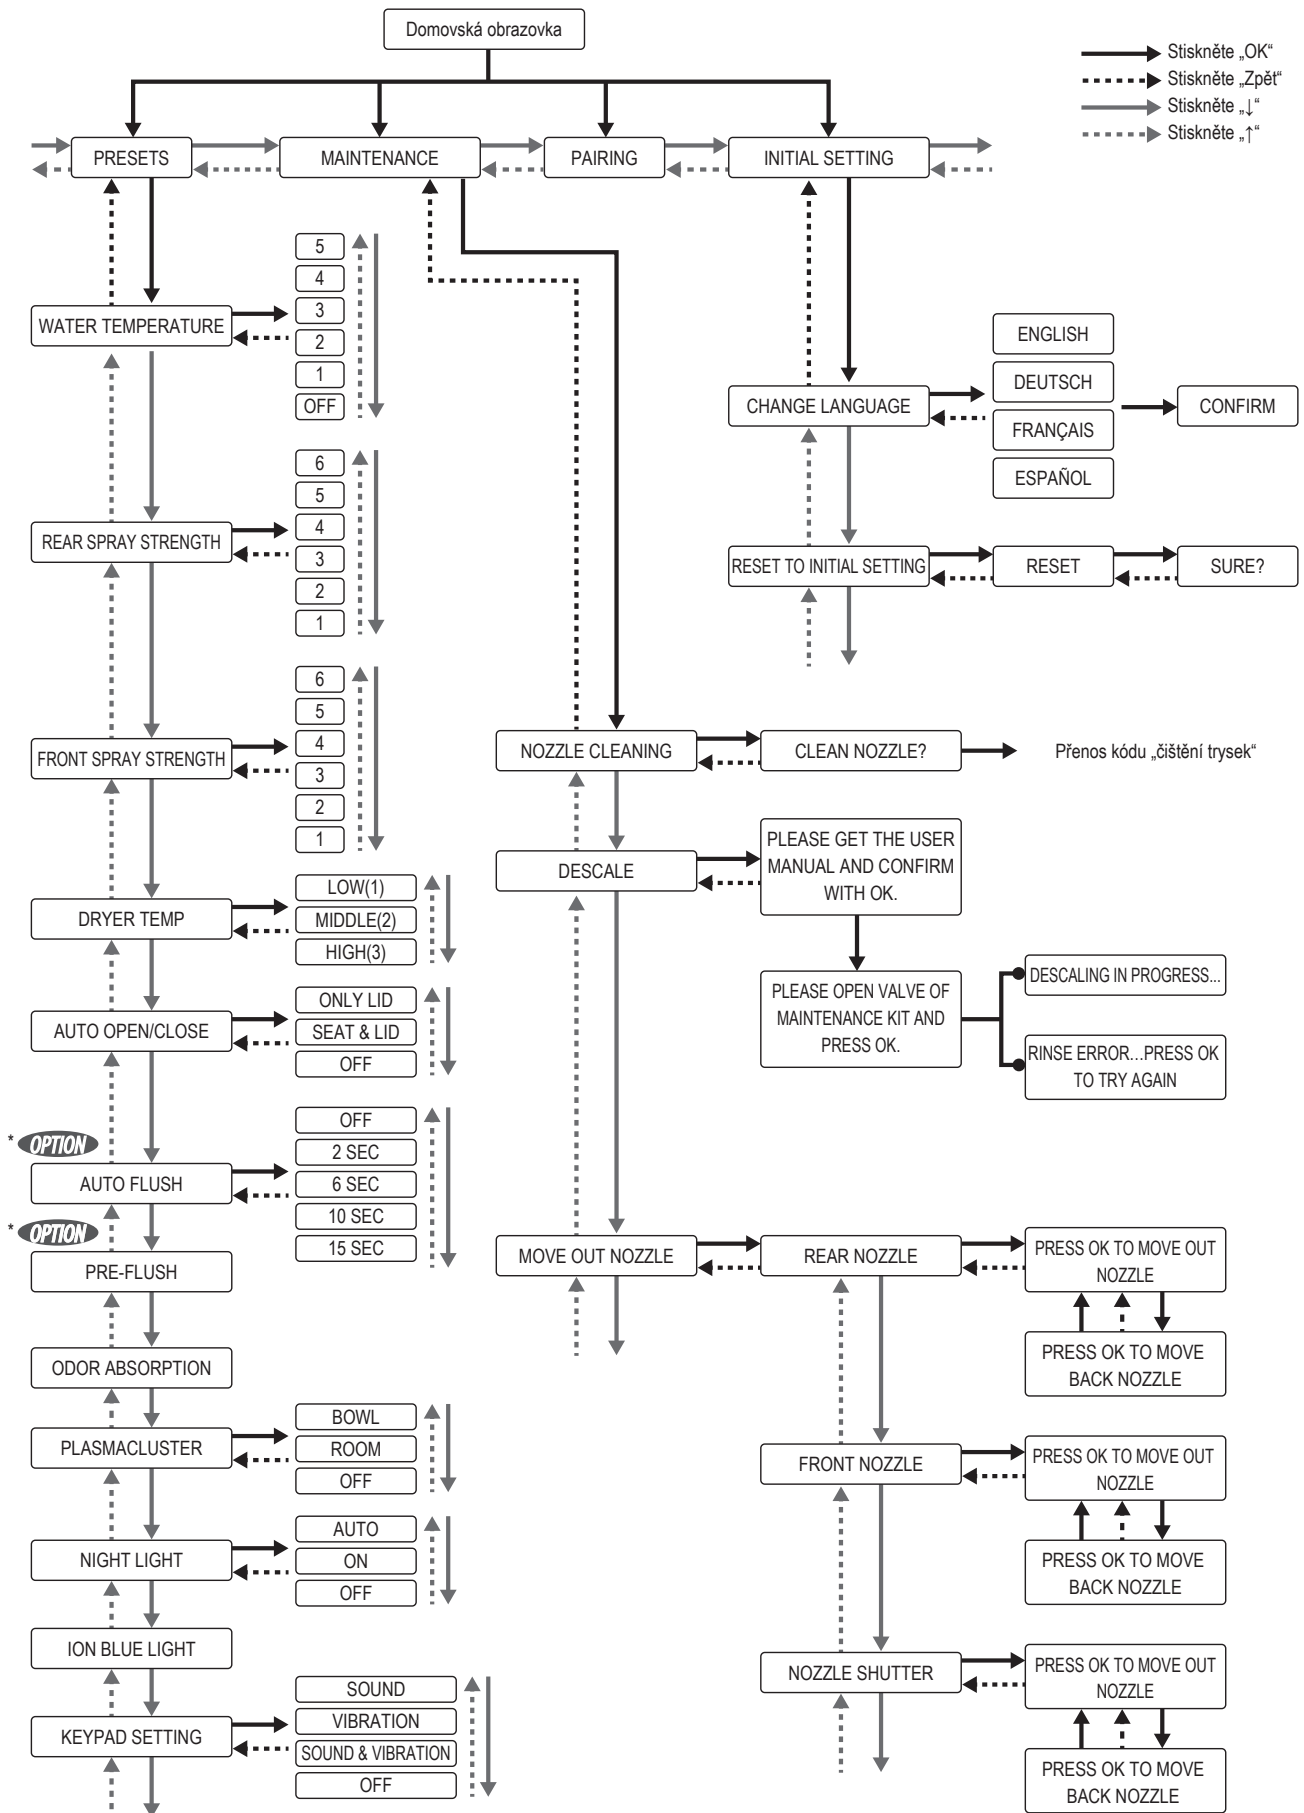 Domovská obrazovka
Stiskněte „OK“
Stiskněte „Zpět“
Stiskněte „↓“
Stiskněte „↑“
PRESETS
MAINTENANCE
PAIRING
INITIAL SETTING
WATER TEMPERATURE
5
4
3
2
1
OFF
REAR SPRAY STRENGTH
6
5
4
3
2
1
FRONT SPRAY STRENGTH
6
5
4
3
2
1
DRYER TEMP
LOW(1)
MIDDLE(2)
HIGH(3)
AUTO OPEN/CLOSE
ONLY LID
SEAT & LID
OFF
* OPTION
AUTO FLUSH
OFF
2 SEC
6 SEC
10 SEC
15 SEC
* OPTION
PRE-FLUSH
ODOR ABSORPTION
PLASMACLUSTER
BOWL
ROOM
OFF
NIGHT LIGHT
AUTO
ON
OFF
ION BLUE LIGHT
KEYPAD SETTING
SOUND
VIBRATION
SOUND & VIBRATION
OFF
NOZZLE CLEANING
CLEAN NOZZLE?
Přenos kódu „čištění trysek“
DESCALE
PLEASE GET THE USER
MANUAL AND CONFIRM
WITH OK.
PLEASE OPEN VALVE OF
MAINTENANCE KIT AND
PRESS OK.
DESCALING IN PROGRESS...
RINSE ERROR…PRESS OK
TO TRY AGAIN
MOVE OUT NOZZLE
REAR NOZZLE
PRESS OK TO MOVE OUT
NOZZLE
PRESS OK TO MOVE
BACK NOZZLE
FRONT NOZZLE
PRESS OK TO MOVE OUT
NOZZLE
PRESS OK TO MOVE
BACK NOZZLE
NOZZLE SHUTTER
PRESS OK TO MOVE OUT
NOZZLE
PRESS OK TO MOVE
BACK NOZZLE
CHANGE LANGUAGE
ENGLISH
DEUTSCH
FRANÇAIS
ESPAÑOL
CONFIRM
RESET TO INITIAL SETTING
RESET
SURE?